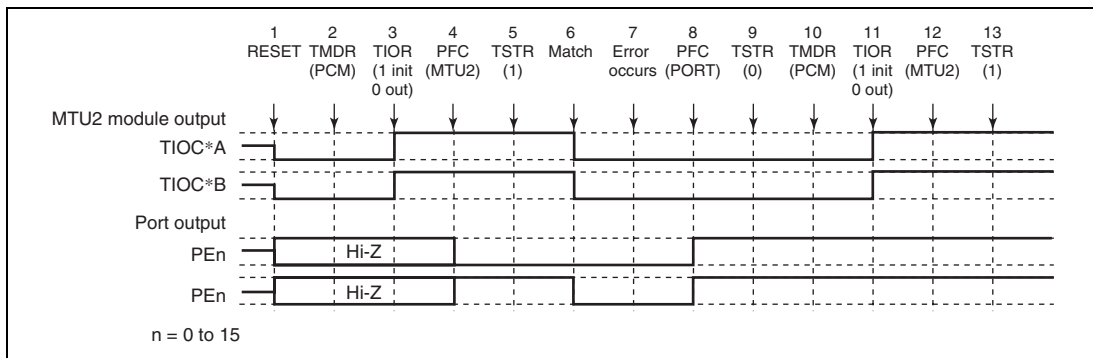 1 2 3 4 5 6 7 8 9 10 11 12 13
RESET TMDR TIOR PFC TSTR Match Error PFC TSTR TMDR TIOR PFC TSTR
(PCM) (1 init (MTU2) (1) occurs (PORT) (0) (PCM) (1 init (MTU2) (1)
0 out) 0 out)
MTU2 module output
TIOC*A
TIOC*B
Port output
PEn Hi-Z
PEn Hi-Z
n = 0 to 15